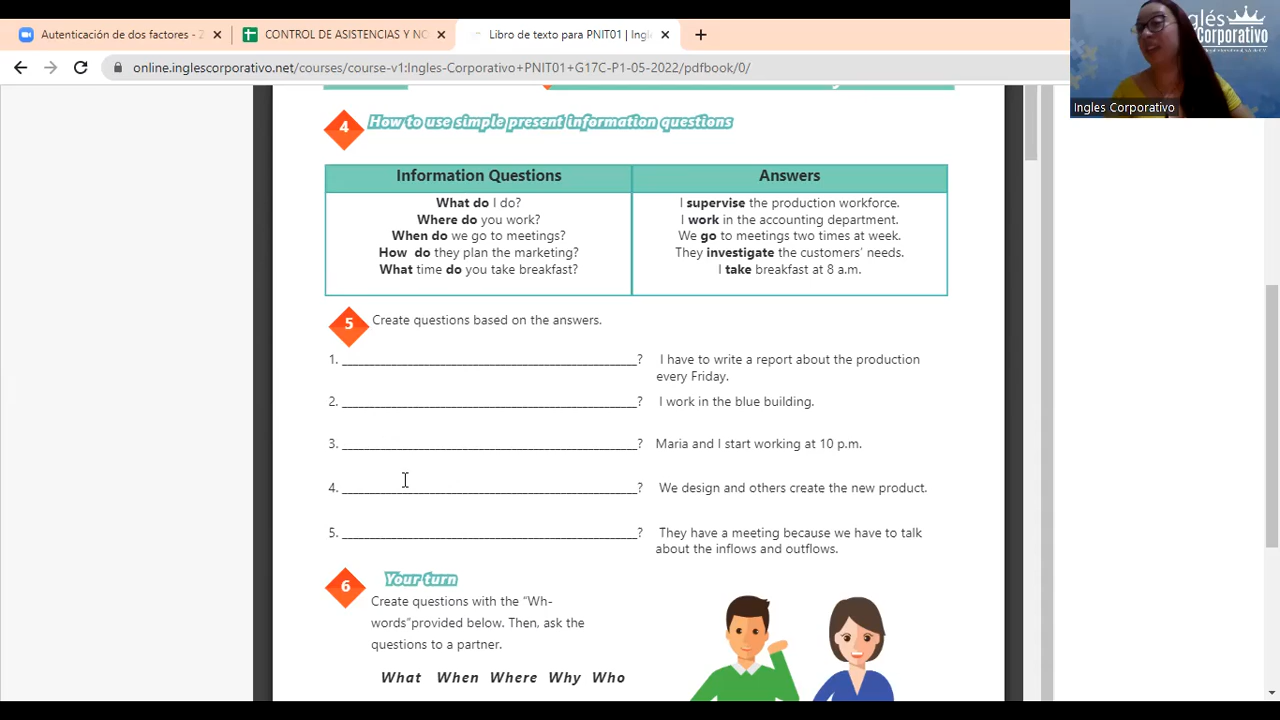 Autenticación de dos factores - 2
CONTROL DE ASISTENCIAS Y NO
Libro de texto para PNIT01 | Ingl
online.inglescorporativo.net/courses/course-v1:Ingles-Corporativo+PNIT01+G17C-P1-05-2022/pdfbook/0/
glés
Corporativo
Ingles Corporativo
4 How to use simple present information questions
Information Questions Answers
What do I do? I supervise the production workforce.
Where do you work? I work in the accounting department.
When do we go to meetings? We go to meetings two times at week.
How do they plan the marketing? They investigate the customers’ needs.
What time do you take breakfast? I take breakfast at 8 a.m.
5 Create questions based on the answers.
1. ______________________________________________? I have to write a report about the production
every Friday.
2. ______________________________________________? I work in the blue building.
3. ______________________________________________? Maria and I start working at 10 p.m.
4. ______________________________________________? We design and others create the new product.
5. ______________________________________________? They have a meeting because we have to talk
about the inflows and outflows.
6 Your turn
Create questions with the “Wh-
words”provided below. Then, ask the
questions to a partner.
What When Where Why Who